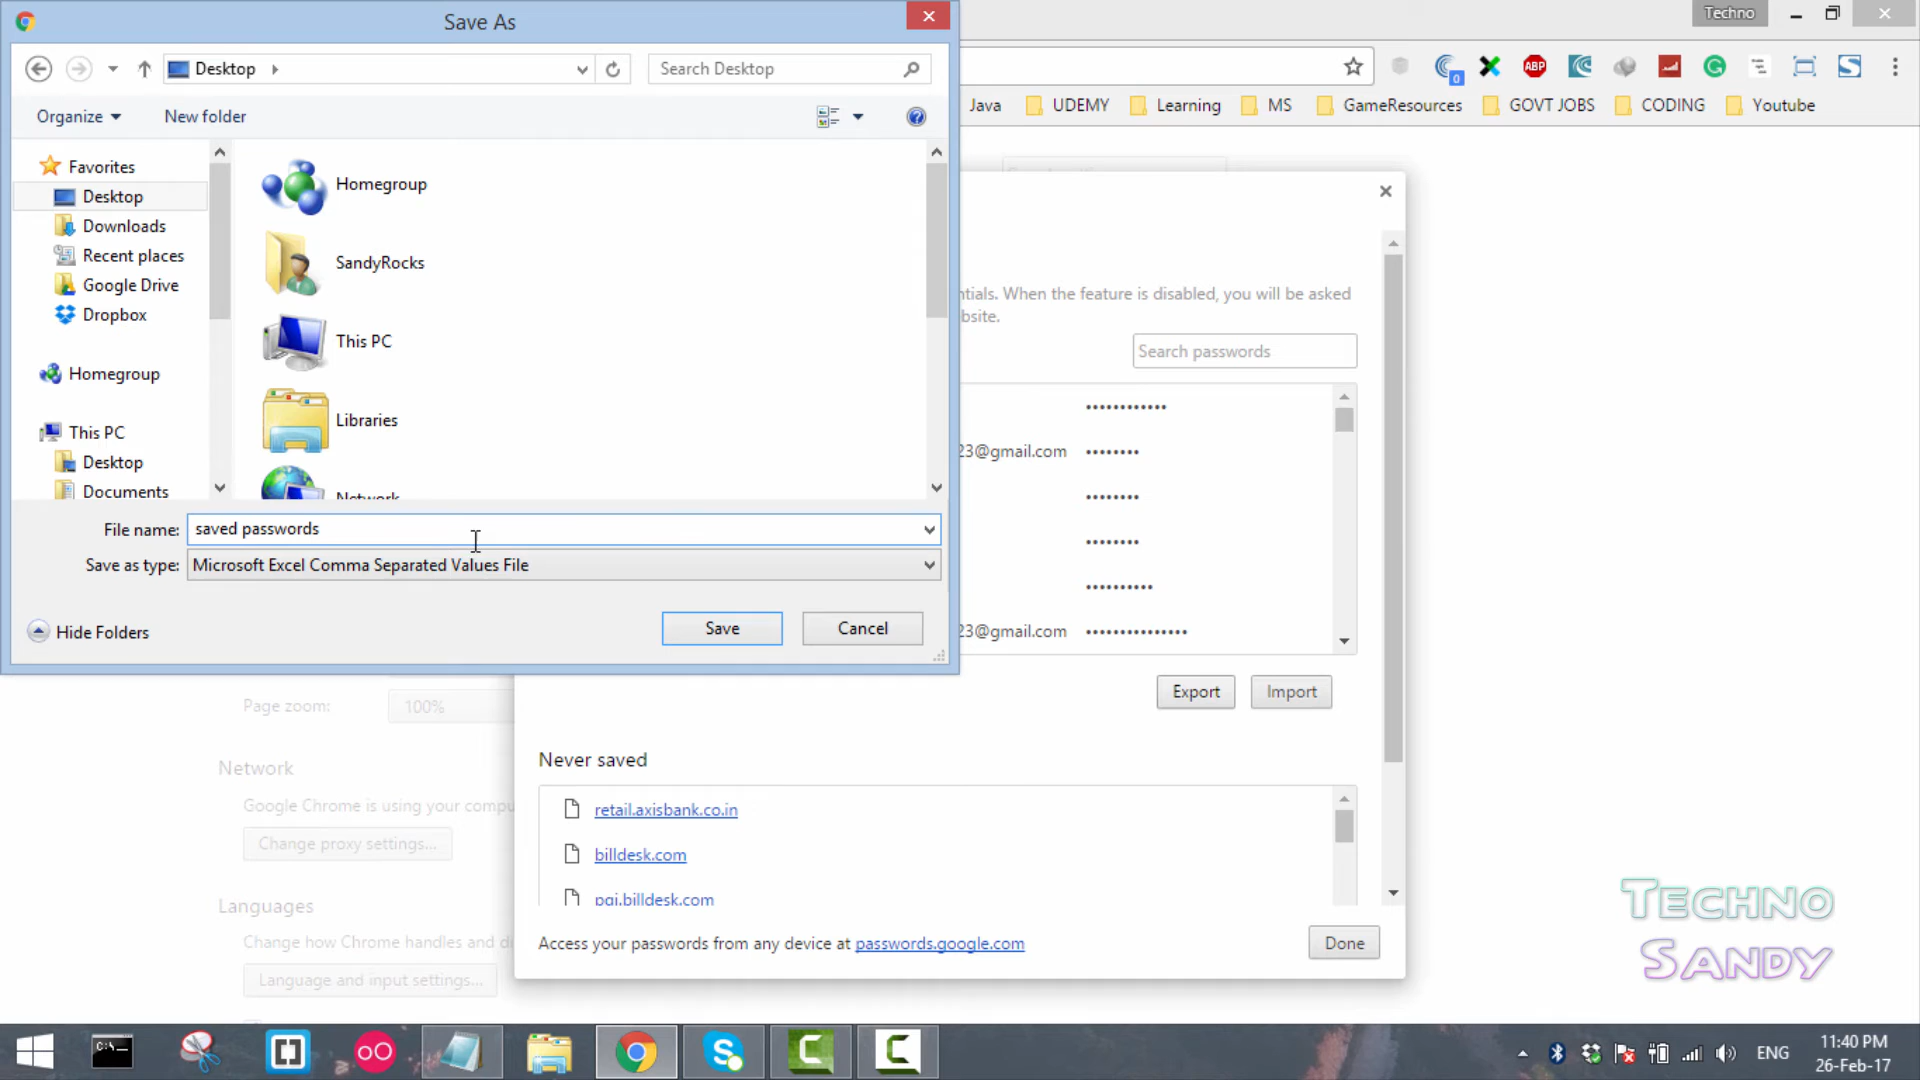 Save As
Techno
Desktop
Search Desktop
ABP
0
Organize
New folder
Java
UDEMY
Learning
MS
GameResources
GOVT JOBS
CODING
Youtube
Favorites
Desktop
Downloads
Recent places
Google Drive
Dropbox
Homegroup
This PC
Desktop
Documents
Homegroup
SandyRocks
This PC
Libraries
Network
ntials. When the feature is disabled, you will be asked
bsite.
Search passwords
••••••••••••
23@gmail.com ••••••••
••••••••
••••••••
••••••••••
23@gmail.com •••••••••••••••
File name: saved passwords
Save as type: Microsoft Excel Comma Separated Values File
Hide Folders
Save
Cancel
Export
Import
Page zoom: 100%
Never saved
retail.axisbank.co.in
billdesk.com
pgi.billdesk.com
Network
Google Chrome is using your compu
Change proxy settings...
Languages
Change how Chrome handles and di
Language and input settings...
Access your passwords from any device at passwords.google.com
Done
TECHNO
SANDY
ENG
11:40 PM
26-Feb-17